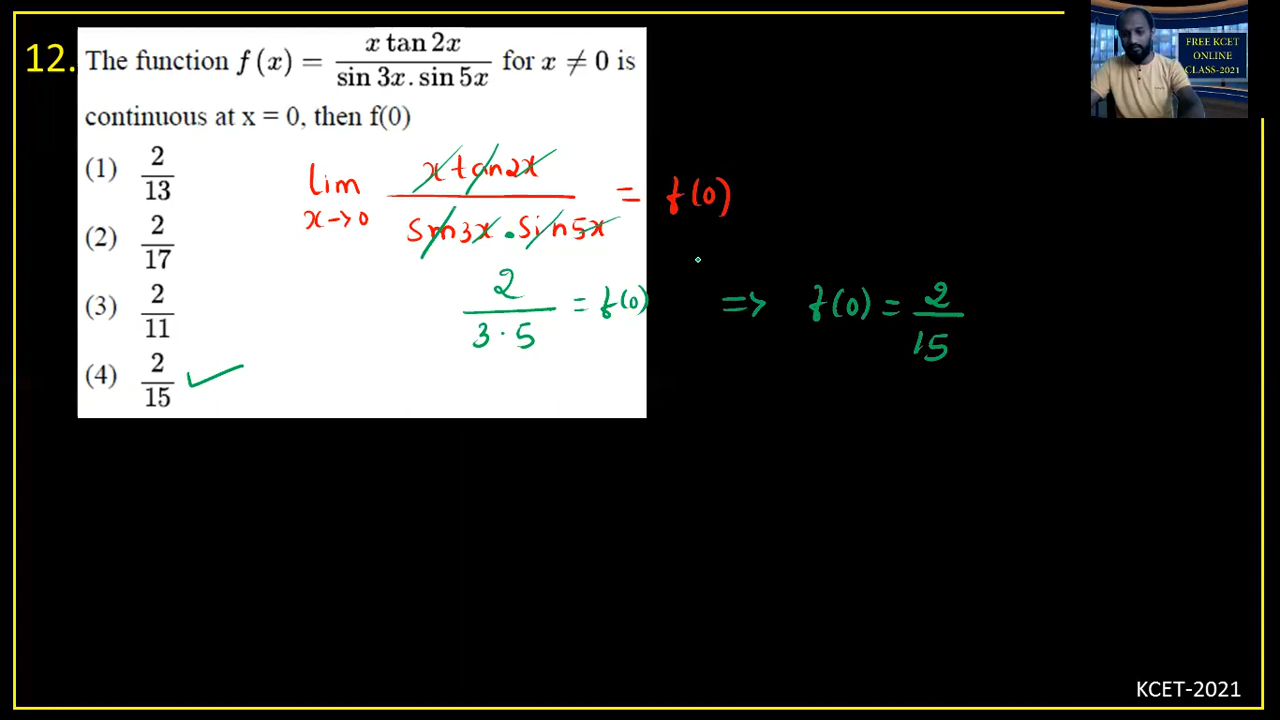 12.
The function f (x) = x tan 2x / sin 3x . sin 5x for x ≠ 0 is
continuous at x = 0, then f(0)
(1) 2/13
(2) 2/17
(3) 2/11
(4) 2/15 ✓
lim x→0 x tan2x / sin3x . sin5x = f(0)
2 / 3 · 5 = f(0) => f(0) = 2/15
FREE KCET
ONLINE
CLASS-2021
KCET-2021